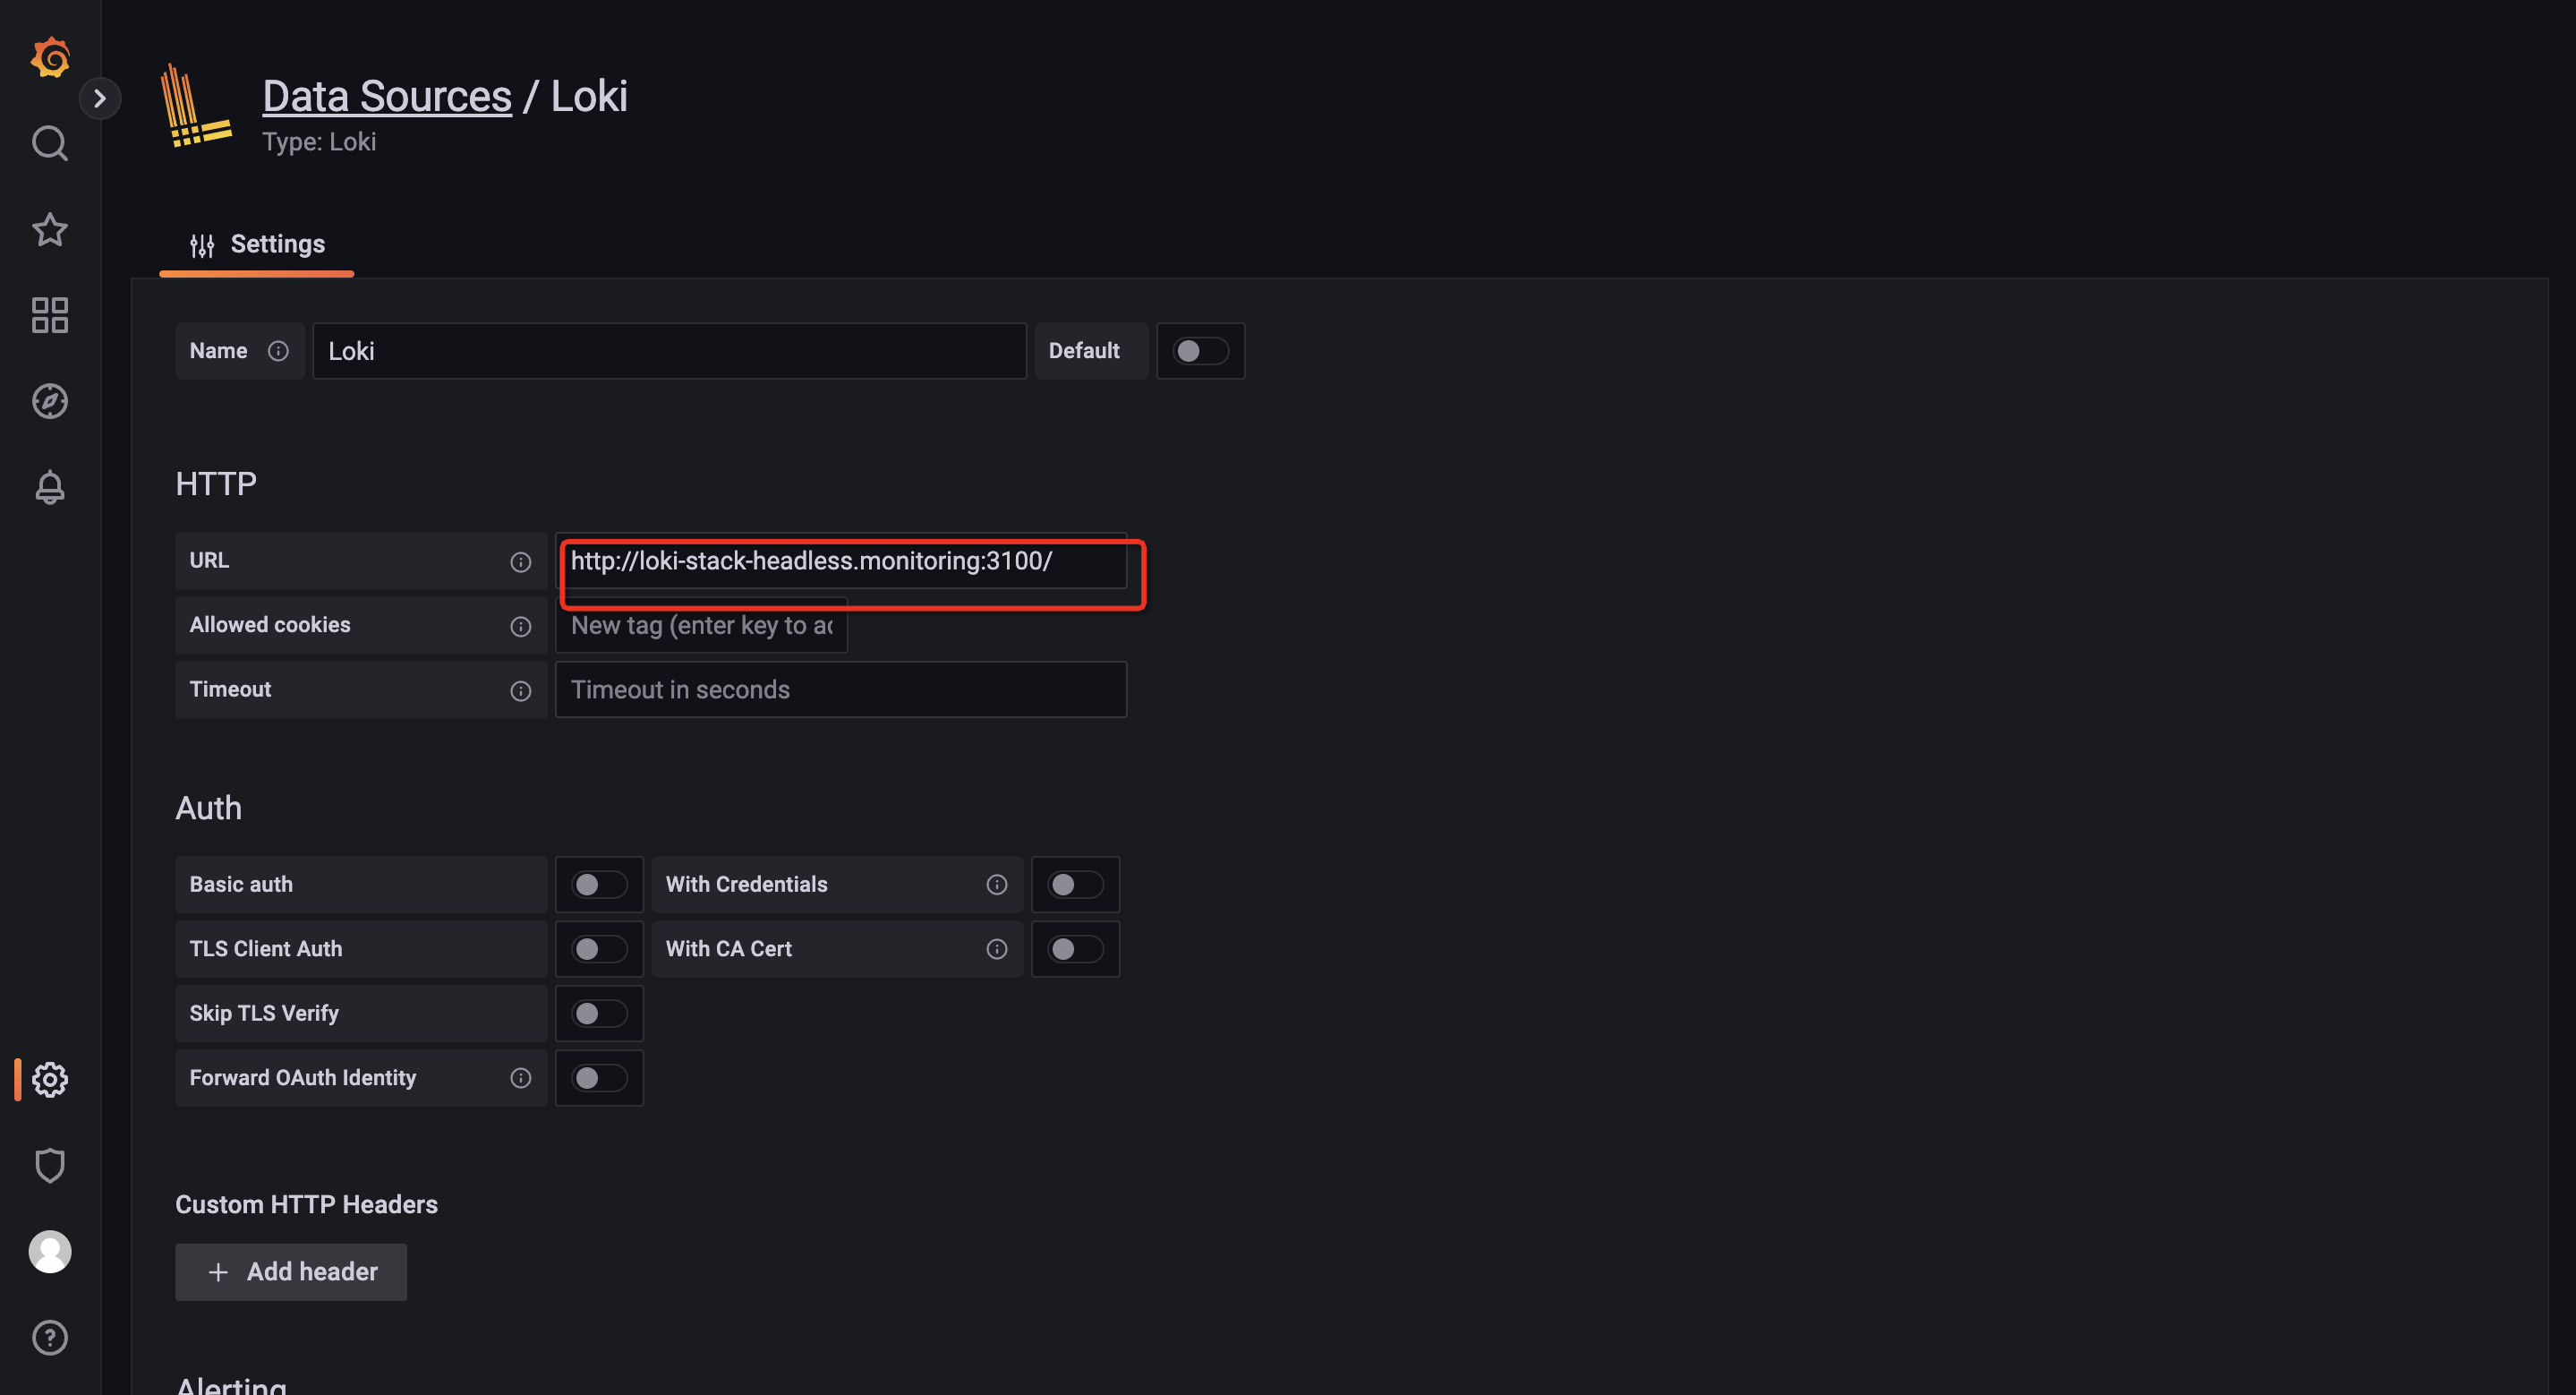 Data Sources / Loki
Type: Loki
Settings
Name
Loki
Default
HTTP
URL
http://loki-stack-headless.monitoring:3100/
Allowed cookies
New tag (enter key to ac
Timeout
Timeout in seconds
Auth
Basic auth
With Credentials
TLS Client Auth
With CA Cert
Skip TLS Verify
Forward OAuth Identity
Custom HTTP Headers
+ Add header
Alerting